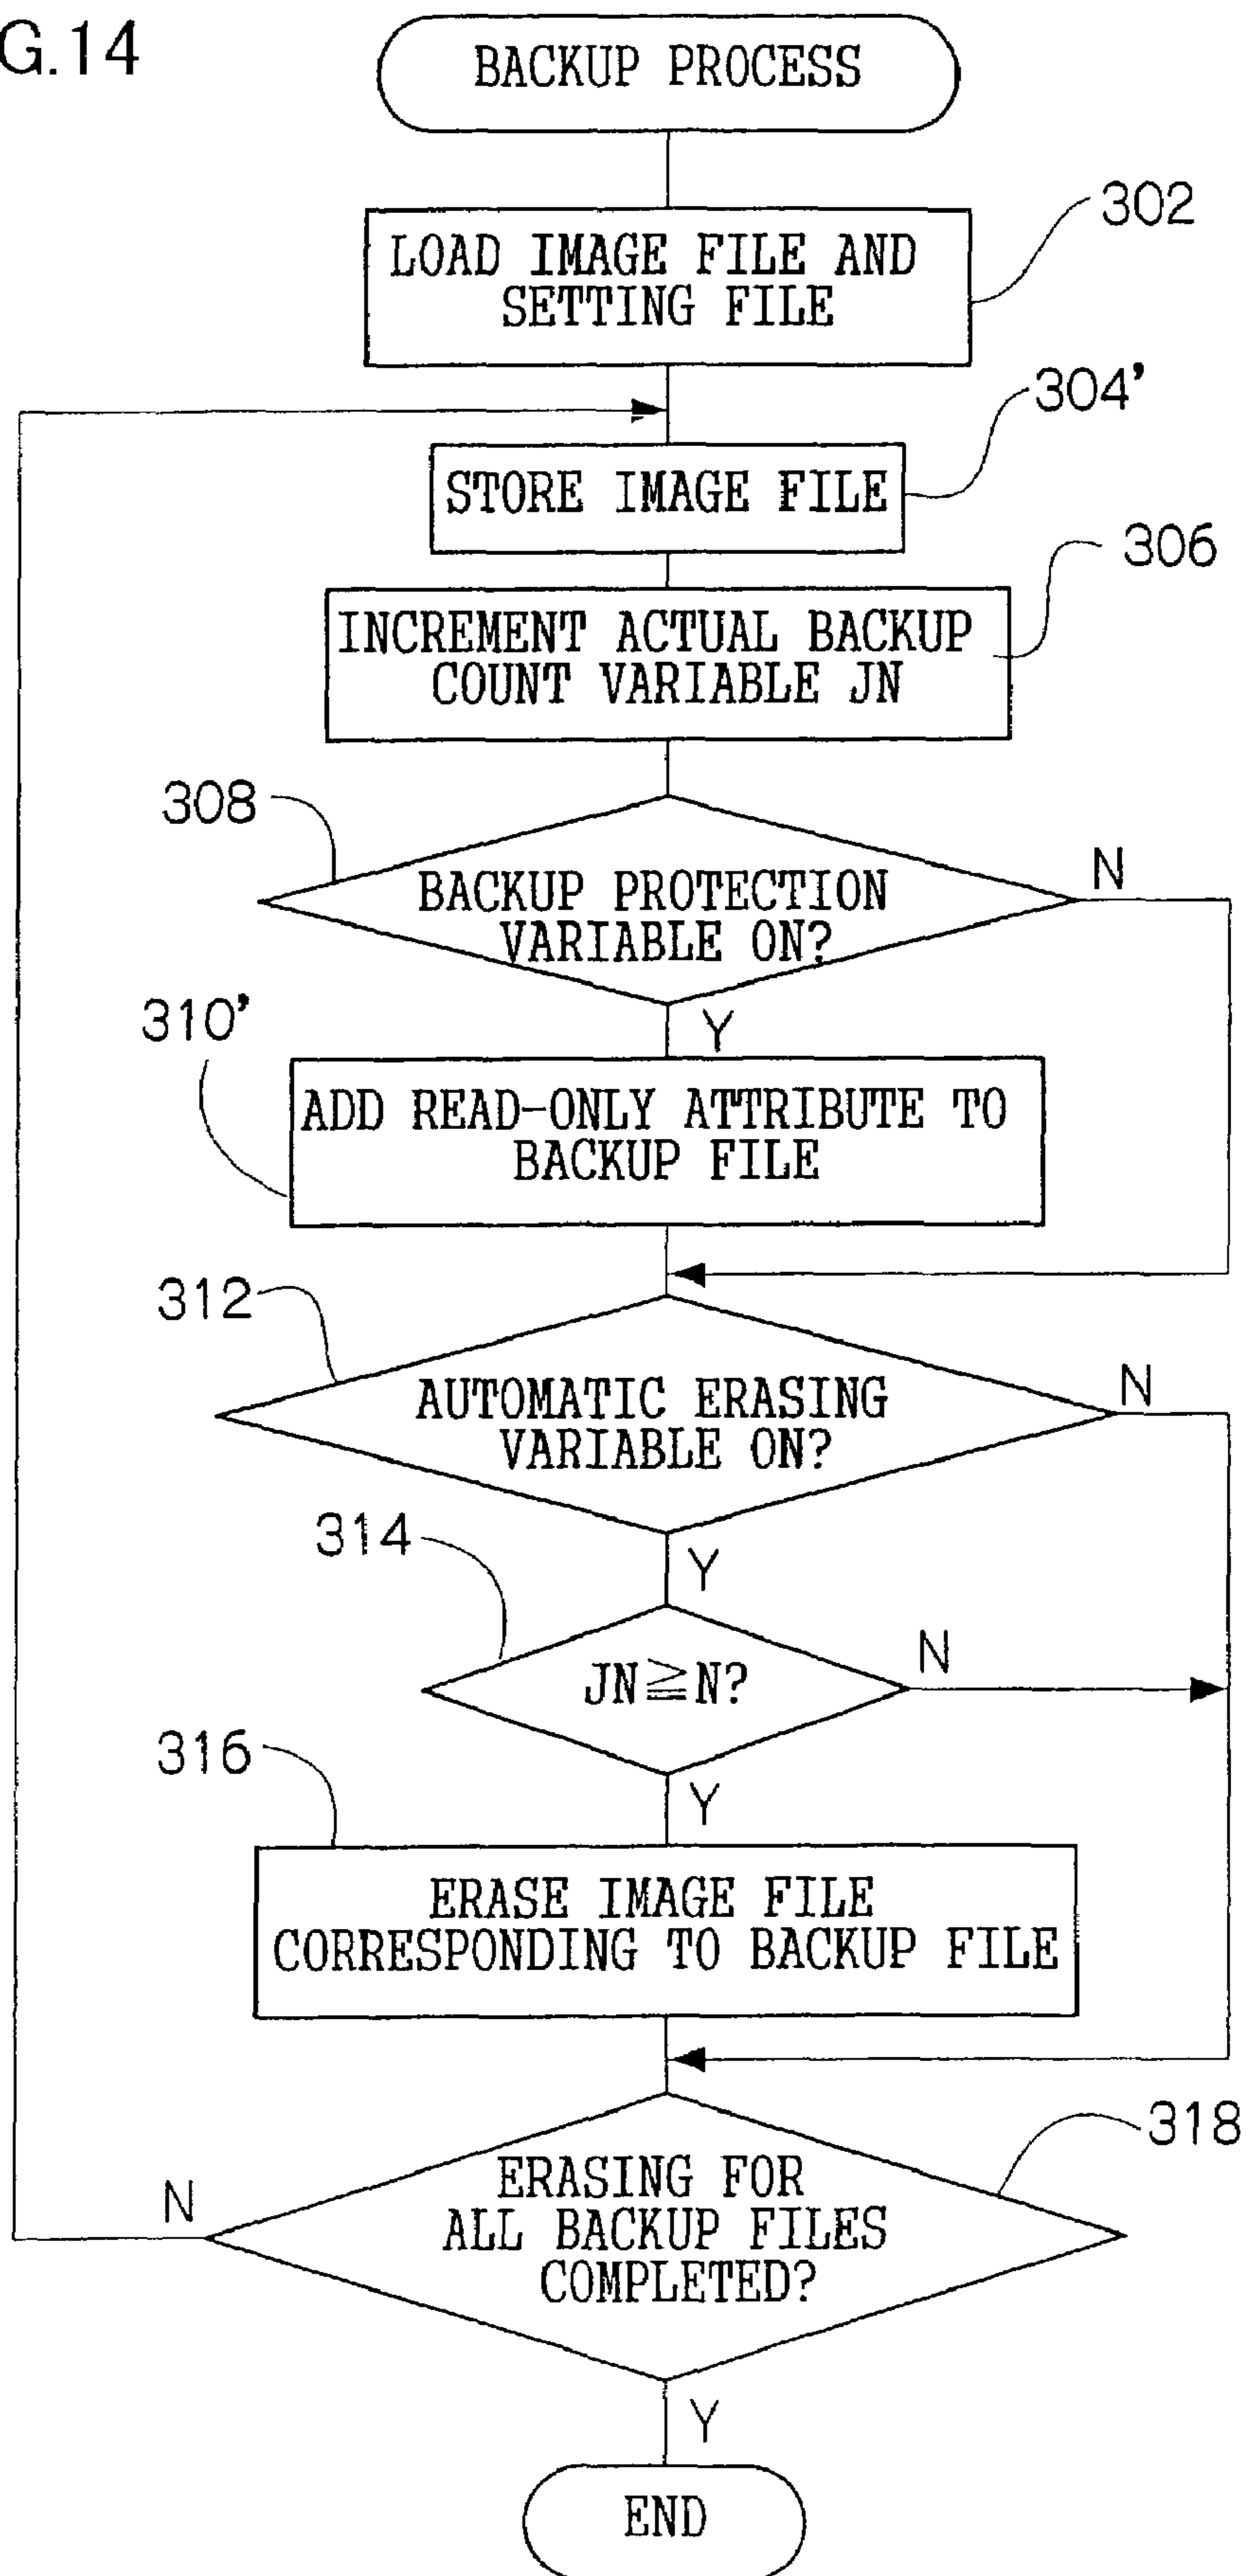 G.14
BACKUP PROCESS
302
LOAD IMAGE FILE AND
SETTING FILE
304'
STORE IMAGE FILE
306
INCREMENT ACTUAL BACKUP
COUNT VARIABLE JN
308
N
BACKUP PROTECTION
VARIABLE ON?
Y
310'
ADD READ-ONLY ATTRIBUTE TO
BACKUP FILE
312
N
AUTOMATIC ERASING
VARIABLE ON?
Y
314
N
JN≧N?
Y
316
ERASE IMAGE FILE
CORRESPONDING TO BACKUP FILE
318
N
ERASING FOR
ALL BACKUP FILES
COMPLETED?
Y
END